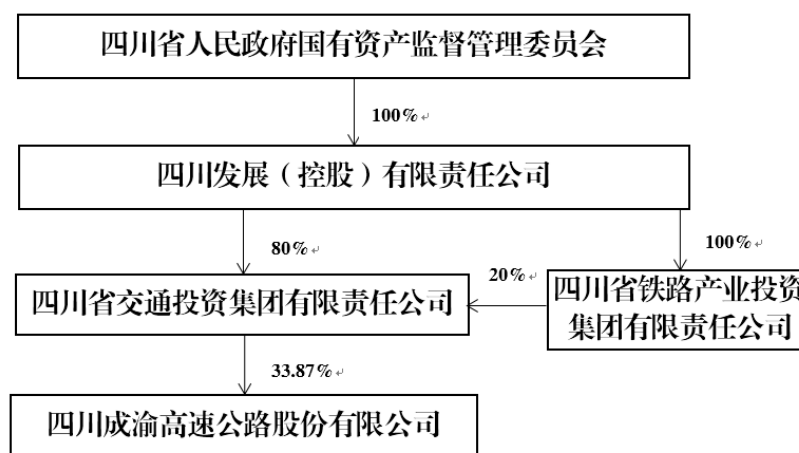 四川省人民政府国有资产监督管理委员会
100%
四川发展（控股）有限责任公司
80%
100%
20%
四川省交通投资集团有限责任公司
四川省铁路产业投资
集团有限责任公司
33.87%
四川成渝高速公路股份有限公司